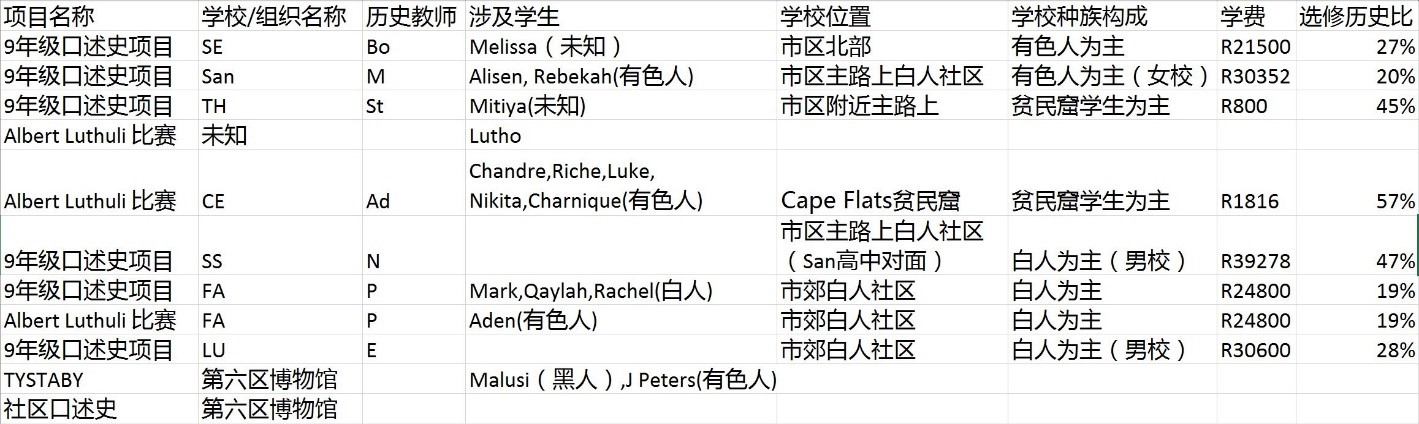 项目名称 学校/组织名称 历史教师 涉及学生 学校位置 学校种族构成 学费 选修历史比
9年级口述史项目 SE Bo Melissa（未知） 市区北部 有色人为主 R21500 27%
9年级口述史项目 San M Alisen, Rebekah(有色人) 市区主路上白人社区 有色人为主（女校） R30352 20%
9年级口述史项目 TH St Mitiya(未知) 市区附近主路上 贫民窟学生为主 R800 45%
Albert Luthuli 比赛 未知 Lutho
Chandre,Riche,Luke,
Albert Luthuli 比赛 CE Ad Nikita,Charnique(有色人) Cape Flats贫民窟 贫民窟学生为主 R1816 57%
市区主路上白人社区
9年级口述史项目 SS N （San高中对面） 白人为主（男校） R39278 47%
9年级口述史项目 FA P Mark,Qaylah,Rachel(白人) 市郊白人社区 白人为主 R24800 19%
Albert Luthuli 比赛 FA P Aden(有色人) 市郊白人社区 白人为主 R24800 19%
9年级口述史项目 LU E 市郊白人社区 白人为主（男校） R30600 28%
TYSTABY 第六区博物馆 Malusi（黑人）,J Peters(有色人)
社区口述史 第六区博物馆